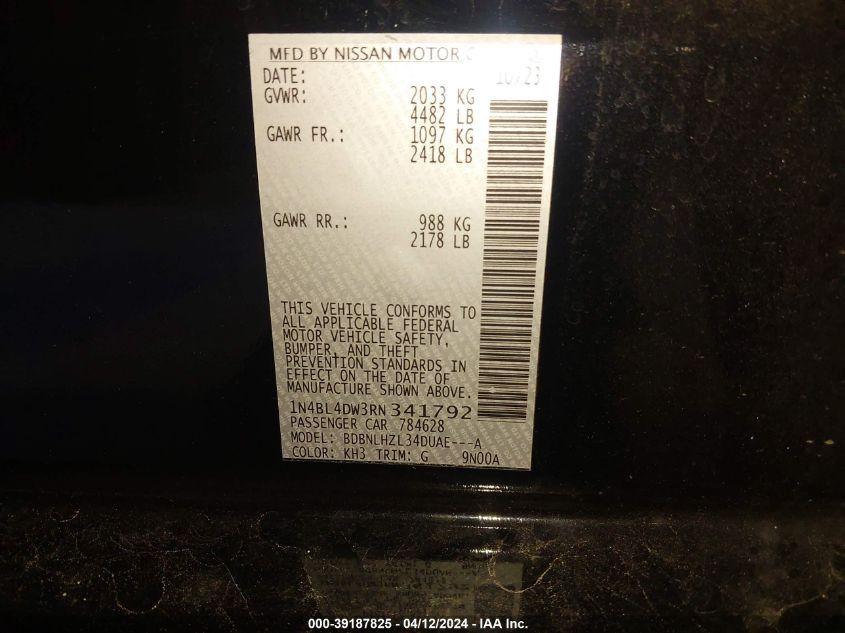 MFD BY NISSAN MOTOR
DATE: 10/23
GVWR: 2033 KG
4482 LB
GAWR FR.: 1097 KG
2418 LB
GAWR RR.: 988 KG
2178 LB
THIS VEHICLE CONFORMS TO
ALL APPLICABLE FEDERAL
MOTOR VEHICLE SAFETY,
BUMPER, AND THEFT
PREVENTION STANDARDS IN
EFFECT ON THE DATE OF
MANUFACTURE SHOWN ABOVE.
1N4BL4DW3RN341792
PASSENGER CAR 784628
MODEL: BDBNLHZL34DUAE---A
COLOR: KH3 TRIM: G 9N00A
000-39187825 - 04/12/2024 - IAA Inc.